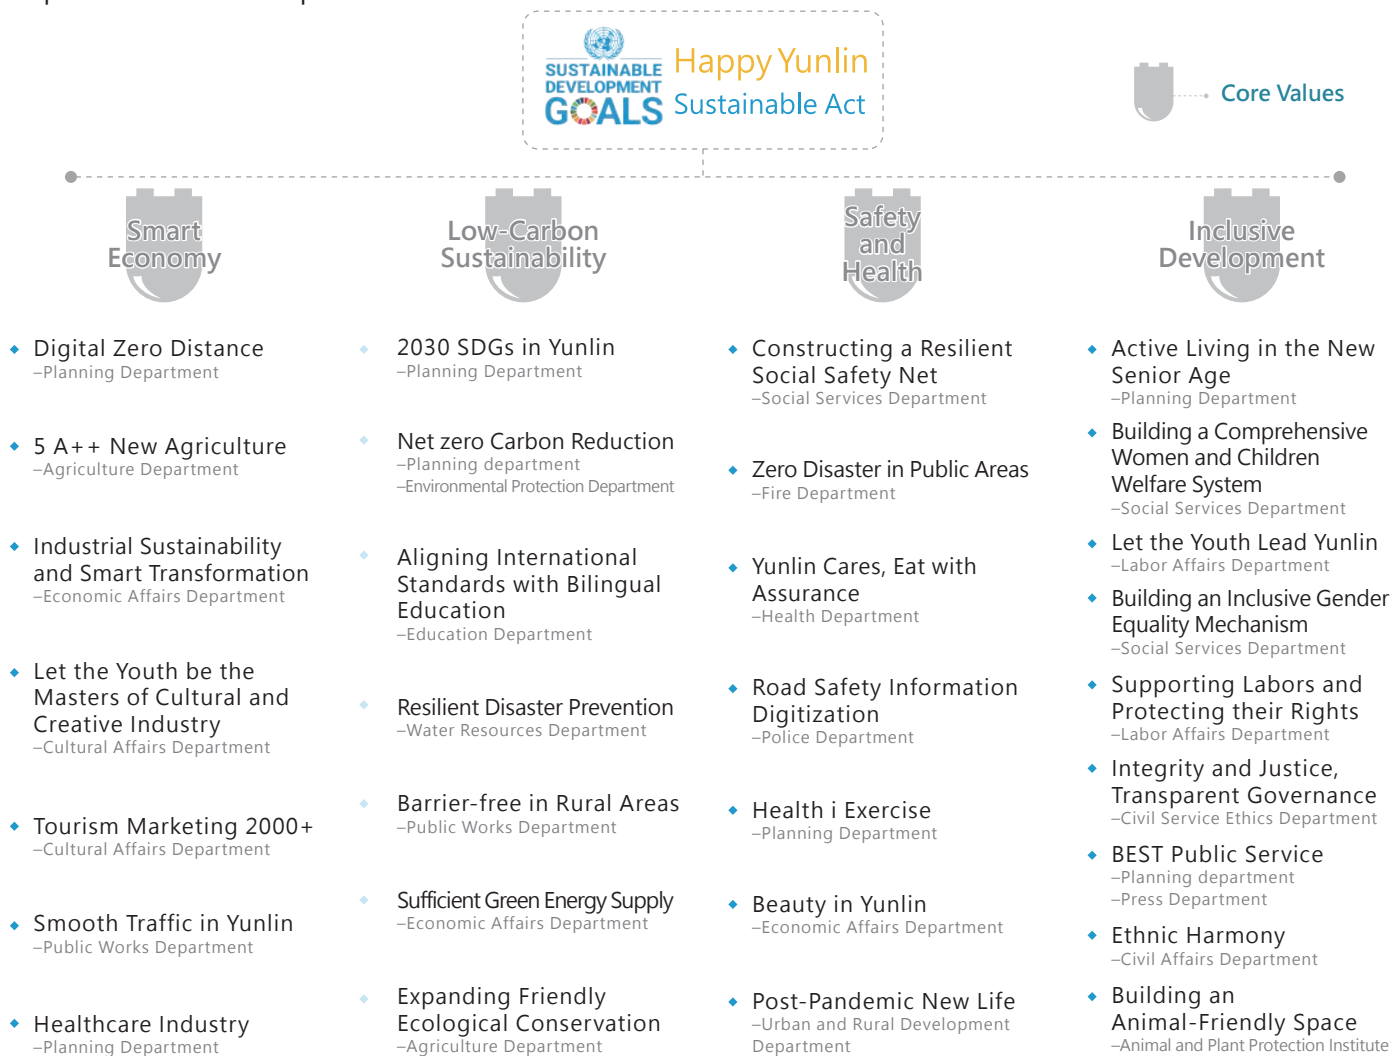 SUSTAINABLE
DEVELOPMENT
GOALS
Happy Yunlin
Sustainable Act
Core Values
Smart
Economy
Digital Zero Distance
–Planning Department
5 A++ New Agriculture
–Agriculture Department
Industrial Sustainability
and Smart Transformation
–Economic Affairs Department
Let the Youth be the
Masters of Cultural and
Creative Industry
–Cultural Affairs Department
Tourism Marketing 2000+
–Cultural Affairs Department
Smooth Traffic in Yunlin
–Public Works Department
Healthcare Industry
–Planning Department
Low-Carbon
Sustainability
2030 SDGs in Yunlin
–Planning Department
Net zero Carbon Reduction
–Planning department
–Environmental Protection Department
Aligning International
Standards with Bilingual
Education
–Education Department
Resilient Disaster Prevention
–Water Resources Department
Barrier-free in Rural Areas
–Public Works Department
Sufficient Green Energy Supply
–Economic Affairs Department
Expanding Friendly
Ecological Conservation
–Agriculture Department
Safety
and
Health
Constructing a Resilient
Social Safety Net
–Social Services Department
Zero Disaster in Public Areas
–Fire Department
Yunlin Cares, Eat with
Assurance
–Health Department
Road Safety Information
Digitization
–Police Department
Health i Exercise
–Planning Department
Beauty in Yunlin
–Economic Affairs Department
Post-Pandemic New Life
–Urban and Rural Development
Department
Inclusive
Development
Active Living in the New
Senior Age
–Planning Department
Building a Comprehensive
Women and Children
Welfare System
–Social Services Department
Let the Youth Lead Yunlin
–Labor Affairs Department
Building an Inclusive Gender
Equality Mechanism
–Social Services Department
Supporting Labors and
Protecting their Rights
–Labor Affairs Department
Integrity and Justice,
Transparent Governance
–Civil Service Ethics Department
BEST Public Service
–Planning department
–Press Department
Ethnic Harmony
–Civil Affairs Department
Building an
Animal-Friendly Space
–Animal and Plant Protection Institute